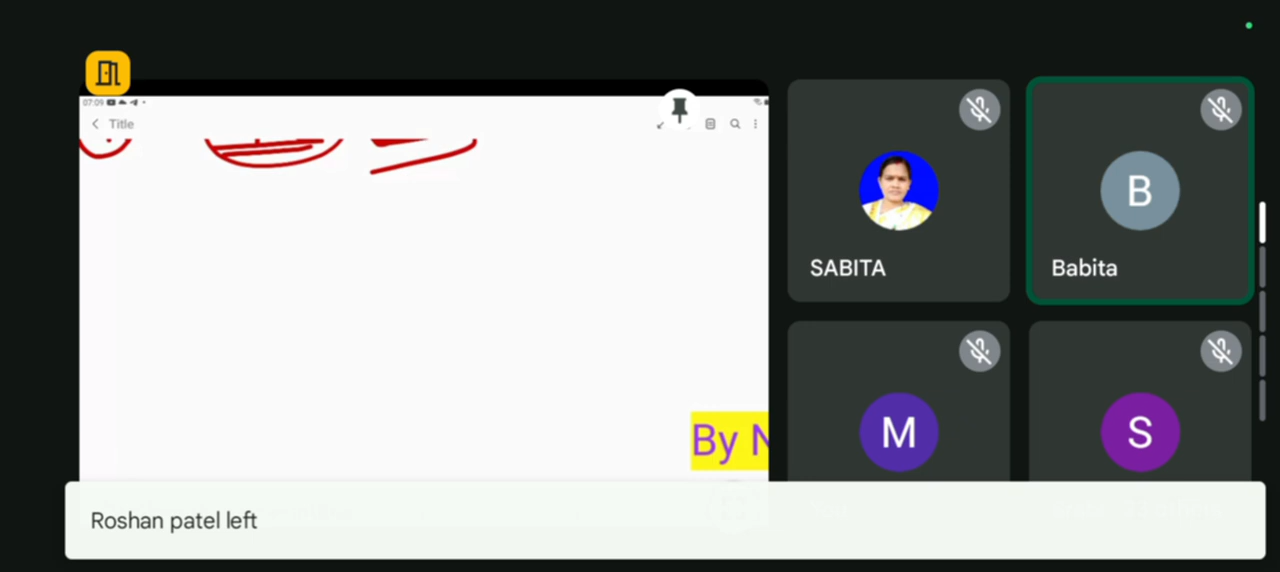 07:09
Title
By N
SABITA
B
Babita
M
S
Roshan patel left